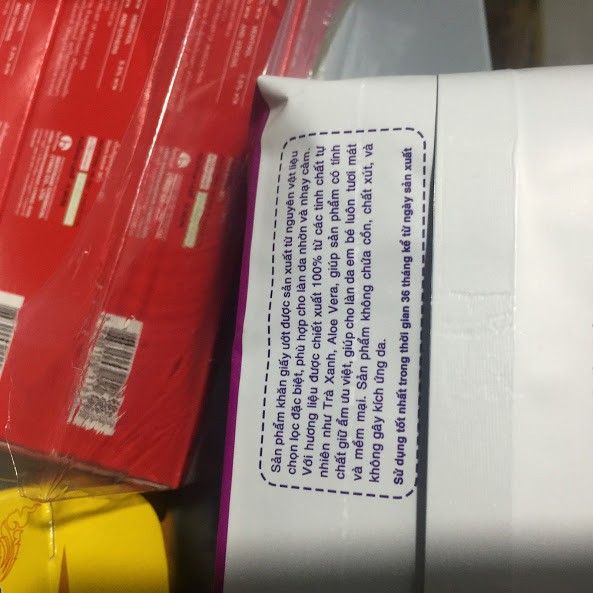 Sản phẩm khăn giấy ướt được sản xuất từ nguyên vật liệu
chọn lọc đặc biệt, phù hợp cho làn da nhờn và nhạy cảm.
Với hương liệu được chiết xuất 100% từ các tinh chất tự
nhiên như Trà Xanh, Aloe Vera, giúp sản phẩm có tính
chất giữ ẩm ưu việt, giúp cho làn da em bé luôn tươi mát
và mềm mại. Sản phẩm không chứa cồn, chất xút, và
không gây kích ứng da.
Sử dụng tốt nhất trong thời gian 36 tháng kể từ ngày sản xuất